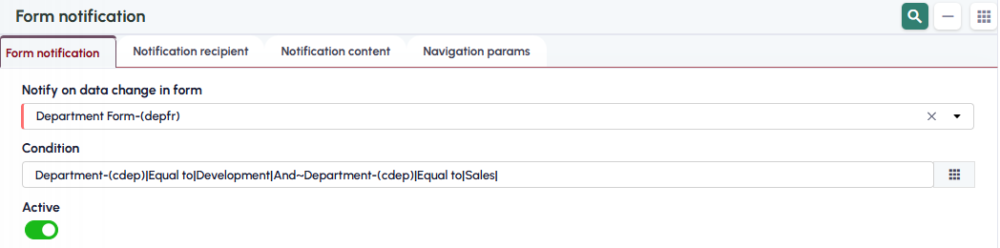 Form notification
Form notification Notification recipient Notification content Navigation params
Notify on data change in form
Department Form-(depfr)
Condition
Department-(cdep)|Equal to|Development|And~Department-(cdep)|Equal to|Sales|
Active